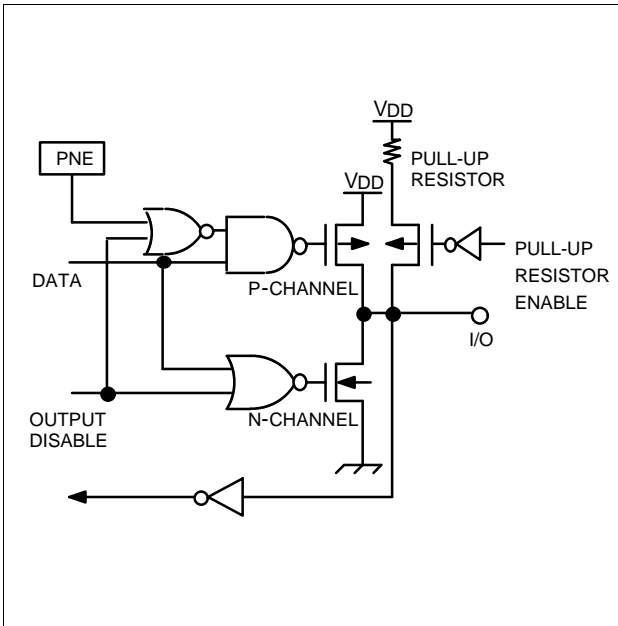 VDD
PNE
PULL-UP
RESISTOR
VDD
DATA
P-CHANNEL
PULL-UP
RESISTOR
ENABLE
I/O
OUTPUT
DISABLE
N-CHANNEL